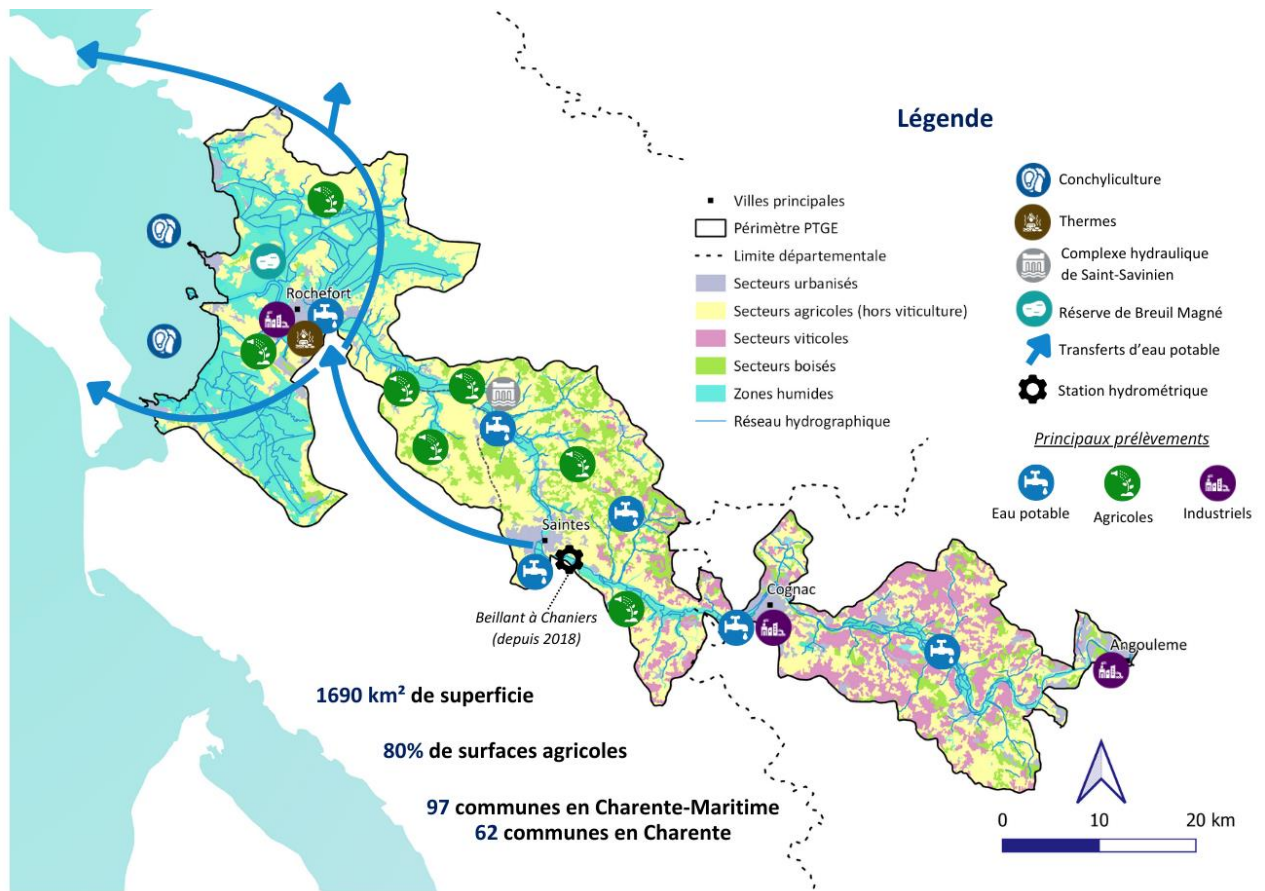 Légende
Villes principales
Périmètre PTGE
Limite départementale
Secteurs urbanisés
Secteurs agricoles (hors viticulture)
Secteurs viticoles
Secteurs boisés
Zones humides
Réseau hydrographique
Conchyliculture
Thermes
Complexe hydraulique
de Saint-Savinien
Réserve de Breuil Magné
Transferts d'eau potable
Station hydrométrique
Principaux prélèvements
Eau potable
Agricoles
Industriels
Rochefort
Saintes
Beillant à Chaniers
(depuis 2018)
Cognac
Angouleme
1690 km² de superficie
80% de surfaces agricoles
97 communes en Charente-Maritime
62 communes en Charente
0 10 20 km